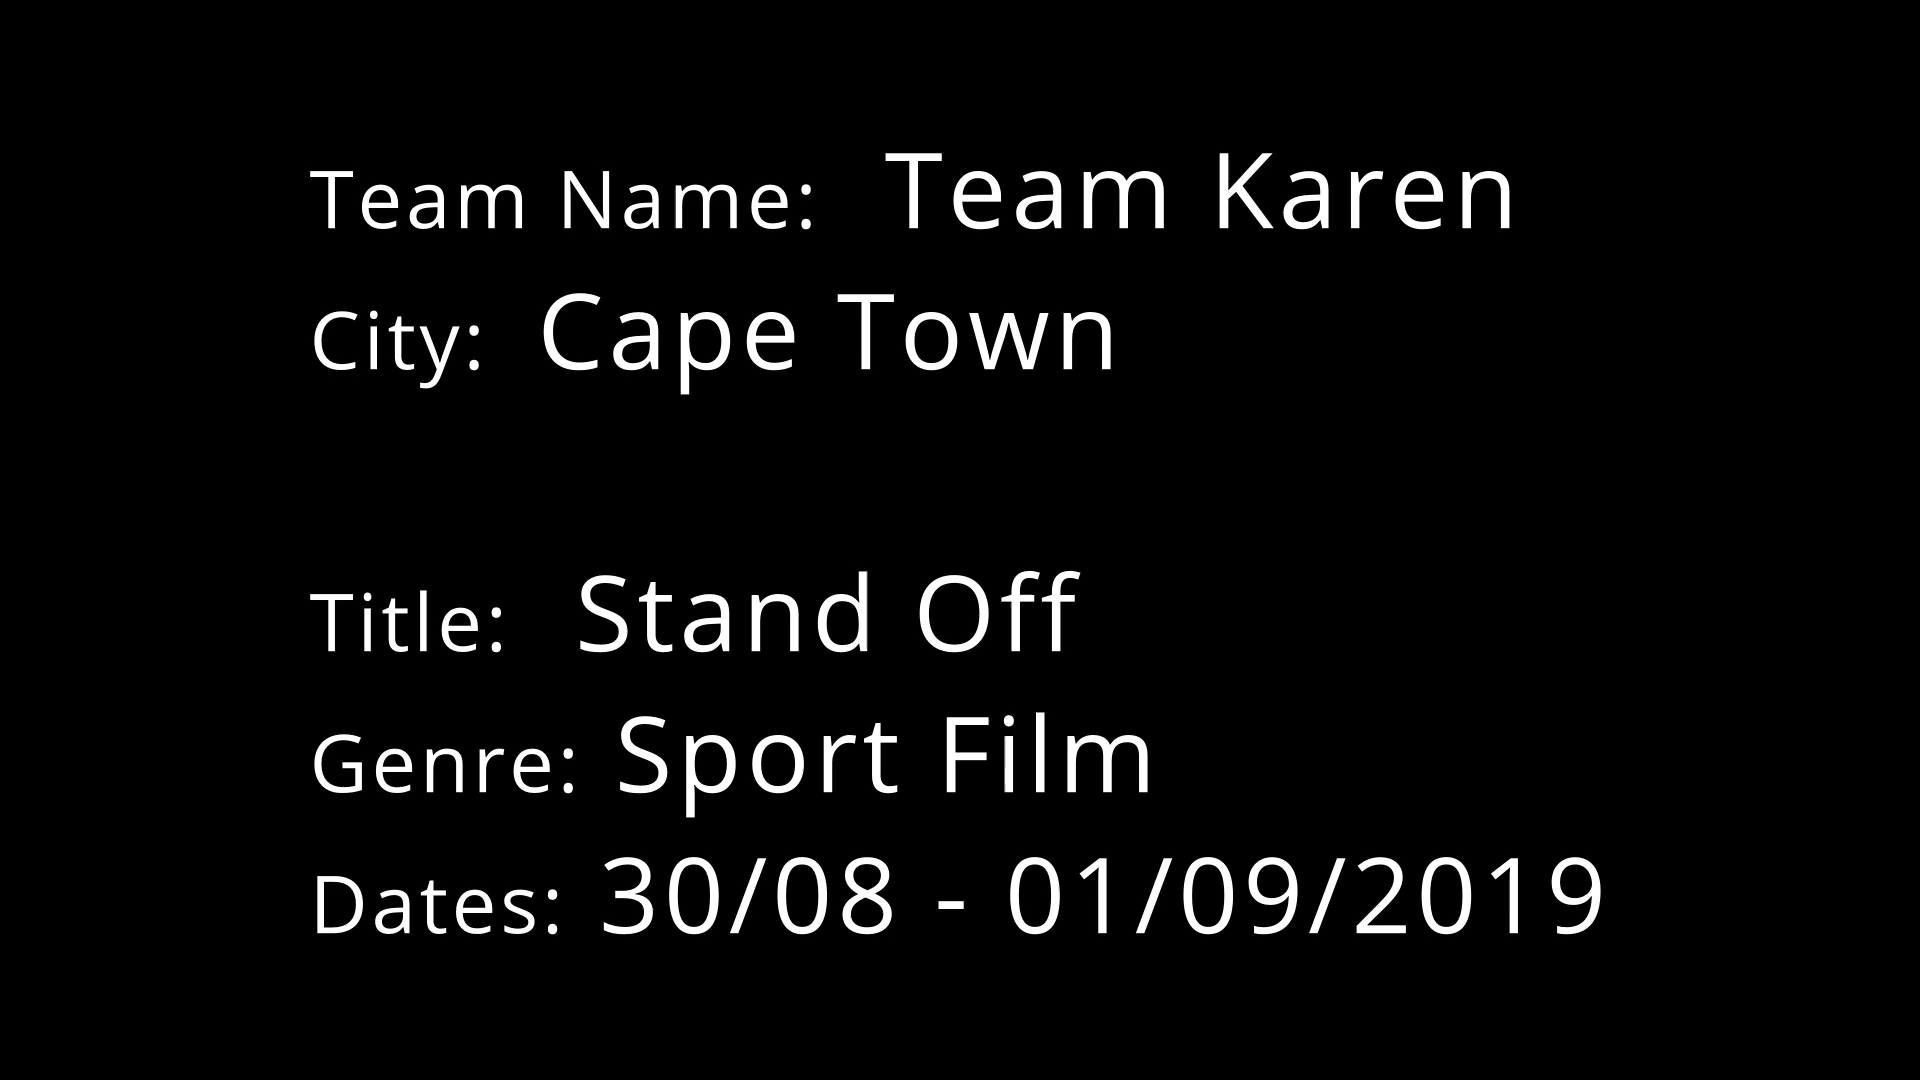 Team Name: Team Karen
City: Cape Town
Title: Stand Off
Genre: Sport Film
Dates: 30/08 - 01/09/2019